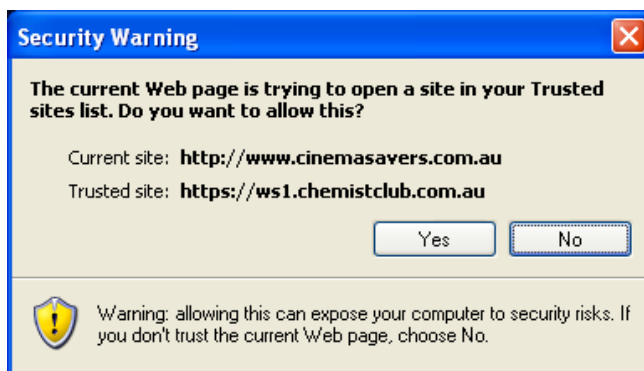 Security Warning
The current Web page is trying to open a site in your Trusted
sites list. Do you want to allow this?
Current site: http://www.cinemasavers.com.au
Trusted site: https://ws1.chemistclub.com.au
Yes No
Warning: allowing this can expose your computer to security risks. If
you don't trust the current Web page, choose No.